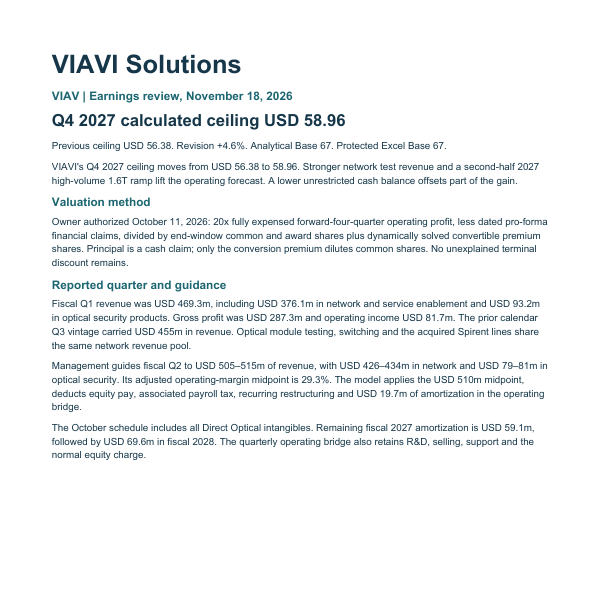 VIAVI Solutions
VIAV | Earnings review, November 18, 2026
Q4 2027 calculated ceiling USD 58.96
Previous ceiling USD 56.38. Revision +4.6%. Analytical Base 67. Protected Excel Base 67.
VIAVI's Q4 2027 ceiling moves from USD 56.38 to 58.96. Stronger network test revenue and a second-half 2027
high-volume 1.6T ramp lift the operating forecast. A lower unrestricted cash balance offsets part of the gain.
Valuation method
Owner authorized October 11, 2026: 20x fully expensed forward-four-quarter operating profit, less dated pro-forma
financial claims, divided by end-window common and award shares plus dynamically solved convertible premium
shares. Principal is a cash claim; only the conversion premium dilutes common shares. No unexplained terminal
discount remains.
Reported quarter and guidance
Fiscal Q1 revenue was USD 469.3m, including USD 376.1m in network and service enablement and USD 93.2m
in optical security products. Gross profit was USD 287.3m and operating income USD 81.7m. The prior calendar
Q3 vintage carried USD 455m in revenue. Optical module testing, switching and the acquired Spirent lines share
the same network revenue pool.
Management guides fiscal Q2 to USD 505–515m of revenue, with USD 426–434m in network and USD 79–81m in
optical security. Its adjusted operating-margin midpoint is 29.3%. The model applies the USD 510m midpoint,
deducts equity pay, associated payroll tax, recurring restructuring and USD 19.7m of amortization in the operating
bridge.
The October schedule includes all Direct Optical intangibles. Remaining fiscal 2027 amortization is USD 59.1m,
followed by USD 69.6m in fiscal 2028. The quarterly operating bridge also retains R&D, selling, support and the
normal equity charge.